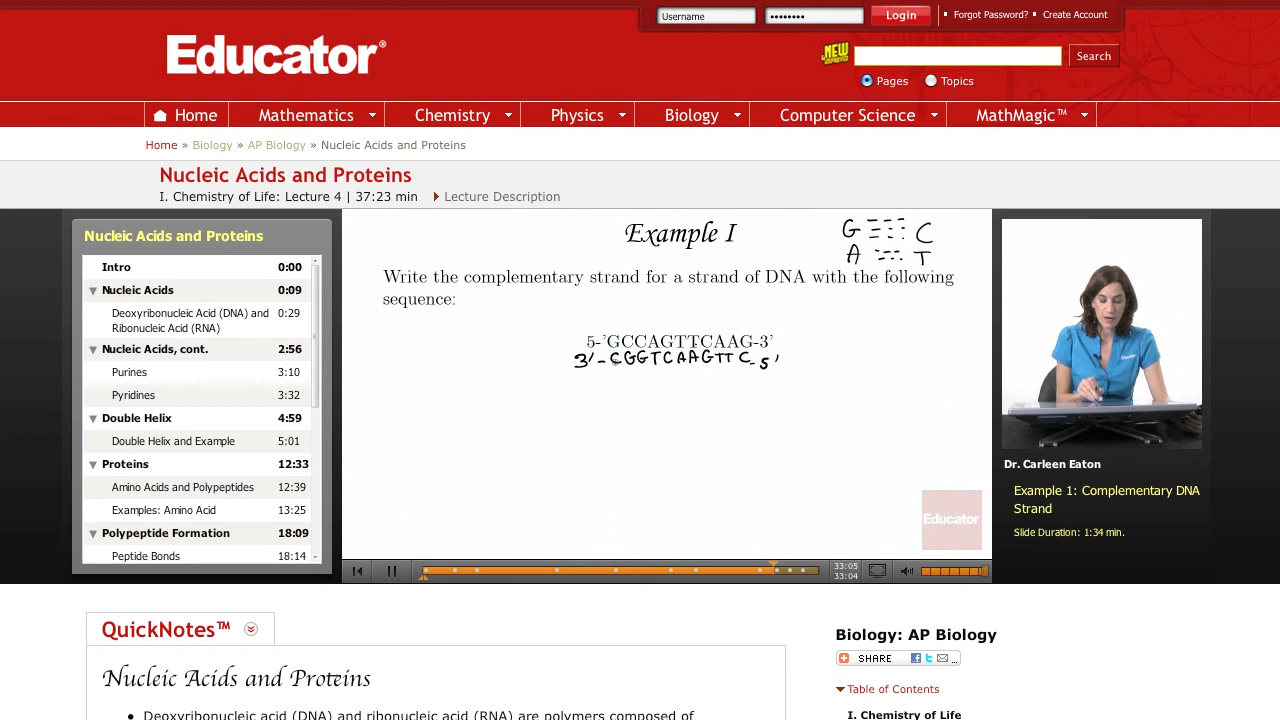 Username
••••••••
Login
Forgot Password?
Create Account
Educator®
NEW
Search
Pages
Topics
Home
Mathematics
Chemistry
Physics
Biology
Computer Science
MathMagic™
Home » Biology » AP Biology » Nucleic Acids and Proteins
Nucleic Acids and Proteins
I. Chemistry of Life: Lecture 4 | 37:23 min
Lecture Description
Nucleic Acids and Proteins
Intro 0:00
Nucleic Acids 0:09
Deoxyribonucleic Acid (DNA) and 0:29
Ribonucleic Acid (RNA)
Nucleic Acids, cont. 2:56
Purines 3:10
Pyridines 3:32
Double Helix 4:59
Double Helix and Example 5:01
Proteins 12:33
Amino Acids and Polypeptides 12:39
Examples: Amino Acid 13:25
Polypeptide Formation 18:09
Peptide Bonds 18:14
Example I
G C
A T
Write the complementary strand for a strand of DNA with the following
sequence:
5-'GCCAGTTCAAG-3'
3'-CGGTCAAGTTC-5'
Educator
33:05
33:04
Dr. Carleen Eaton
Example 1: Complementary DNA
Strand
Slide Duration: 1:34 min.
QuickNotes™
Nucleic Acids and Proteins
• Deoxyribonucleic acid (DNA) and ribonucleic acid (RNA) are polymers composed of
Biology: AP Biology
SHARE
Table of Contents
I. Chemistry of Life